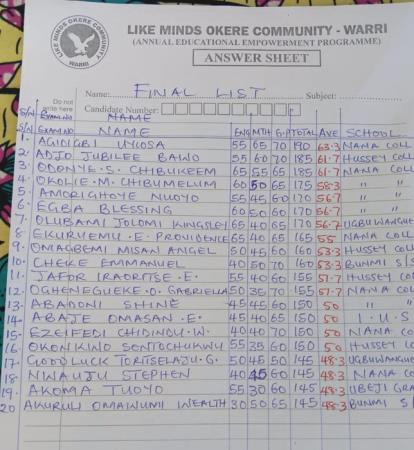 LIKE MINDS OKERE COMMUNITY - WARRI
(ANNUAL EDUCATIONAL EMPOWERMENT PROGRAMME)
ANSWER SHEET
LIKE MINDS OKERE COMMUNITY
WARRI
Name: FINAL LIST Subject:
Do not write here
Candidate Number:
S/N EXAM NO NAME
S/N EXAM NO NAME ENG MTH G.P TOTAL AVE SCHOOL
1. AGIDIGBI UYIOSA 55 65 70 190 63.3 NANA COLL
2. ADJO JUBILEE BAWO 55 60 70 185 61.7 HUSSEY COLL
3. ODONYE S. CHIBUIKEEM 65 55 65 185 61.7 NANA COLL
4. OKOLIE M. CHIBUMELUM 60 50 65 175 58.3 " "
5. AMORIGHOYE NUOYO 55 45 60 170 56.7 " "
6. EGBA BLESSING 60 50 60 170 56.7 " "
7. OLUBAMI JOLOMI KINGSLEY 65 40 65 170 56.7 UGBUWANGUE
8 EKUREMENI E. PROVIDENCE 65 40 65 165 55 NANA COLL
9. OMAGBEMI MISAN ANGEL 50 45 60 160 53.3 HUSSEY COLL
10. CHEKE EMMANUEL 40 50 70 160 53.3 BUNMI S/S
11. JAFOR IRAORITSE .E. 55 40 60 155 51.7 HUSSEY COLL
12. OGHENEGUEKE .O. GABRIELLA 50 35 70 155 51.7 NANA COLL
13. ABADONI SHINE 45 45 60 150 50 " "
14. ABAJE OMASAN .E. 45 40 65 150 50 I . U . S
15. EZEIFEDI CHIDINDU .W. 40 40 70 150 50 NANA CO
16. OKONKINO SONTOCHUKWU 55 35 60 150 50 HUSSEY CO
17. GOODLUCK TORITSELAJU .G. 50 45 50 145 48.3 UGBUWANGUE
18. NWAUJU STEPHEN 40 45 60 145 48.3 NANA CO
19. AKOMA TUOYO 55 30 60 145 48.3 UBEJI GRA
20 AKURULI OMAWUMI WEALTH 30 50 65 145 48.3 BUNMI S